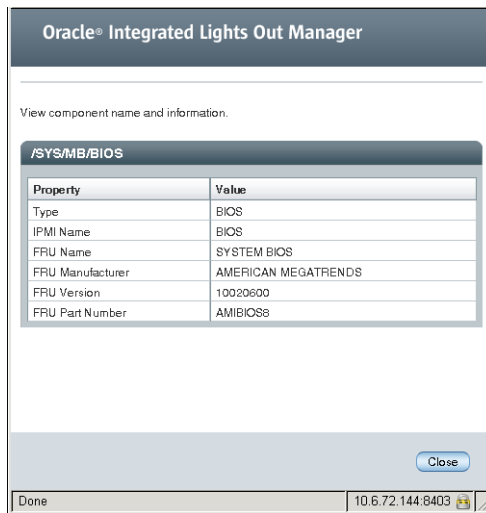 Oracle® Integrated Lights Out Manager
View component name and information.
/SYS/MB/BIOS
Property Value
Type BIOS
IPMI Name BIOS
FRU Name SYSTEM BIOS
FRU Manufacturer AMERICAN MEGATRENDS
FRU Version 10020600
FRU Part Number AMIBIOS8
Close
Done 10.6.72.144:8403